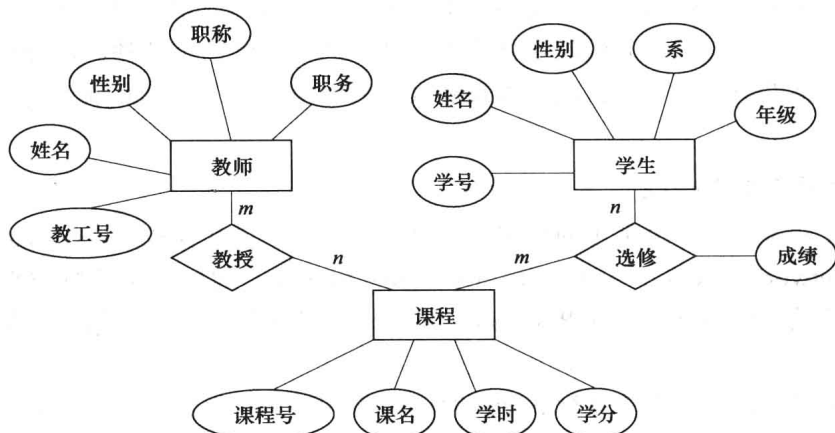 职称
性别
系
性别
职务
姓名
年级
姓名
教师
学生
学号
教工号
m
n
教授
n
m
选修
成绩
课程
课程号
课名
学时
学分